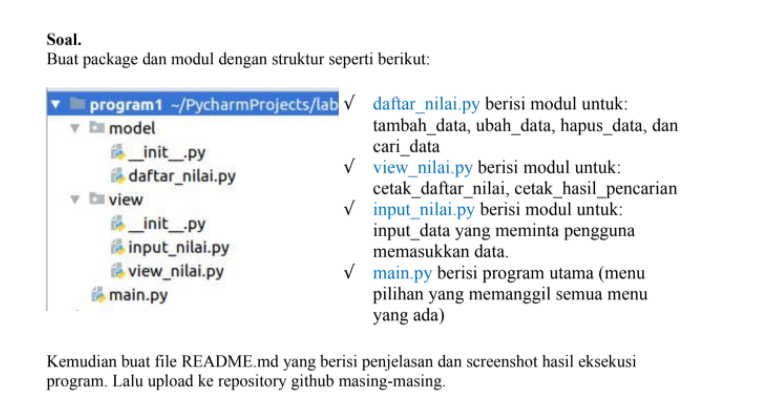 Soal.
Buat package dan modul dengan struktur seperti berikut:
program1 ~/PycharmProjects/lab
model
__init__.py
daftar_nilai.py
view
__init__.py
input_nilai.py
view_nilai.py
main.py
√ daftar_nilai.py berisi modul untuk:
tambah_data, ubah_data, hapus_data, dan
cari_data
√ view_nilai.py berisi modul untuk:
cetak_daftar_nilai, cetak_hasil_pencarian
√ input_nilai.py berisi modul untuk:
input_data yang meminta pengguna
memasukkan data.
√ main.py berisi program utama (menu
pilihan yang memanggil semua menu
yang ada)
Kemudian buat file README.md yang berisi penjelasan dan screenshot hasil eksekusi
program. Lalu upload ke repository github masing-masing.